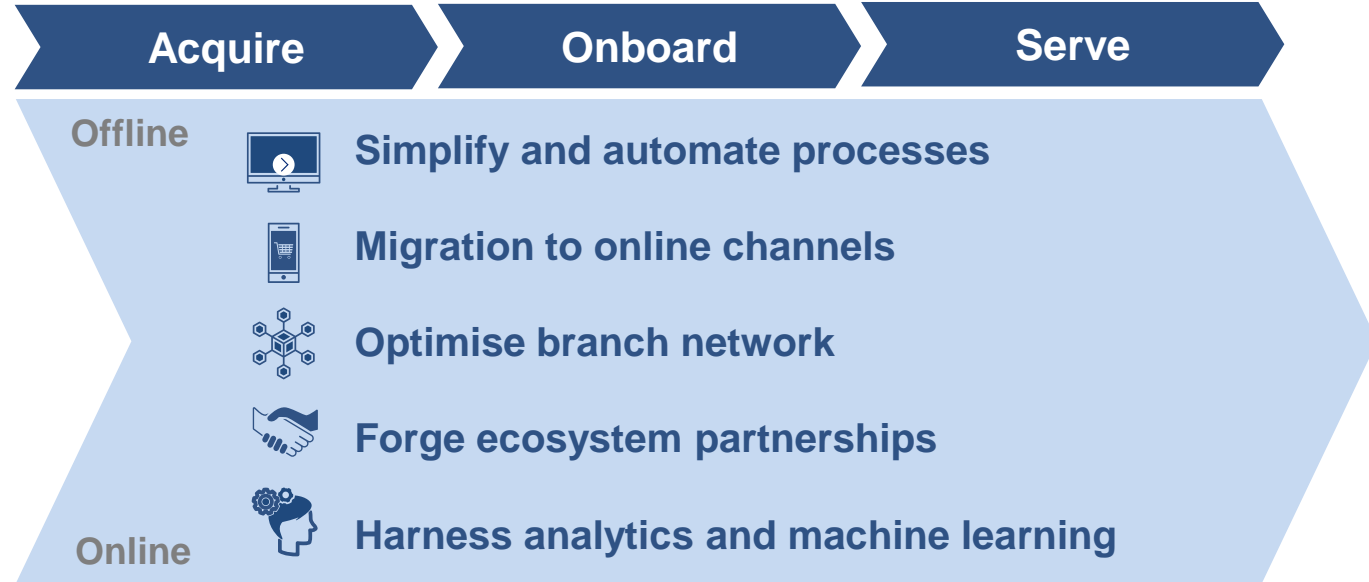 Acquire
Onboard
Serve
Offline
Simplify and automate processes
Migration to online channels
Optimise branch network
Forge ecosystem partnerships
Harness analytics and machine learning
Online